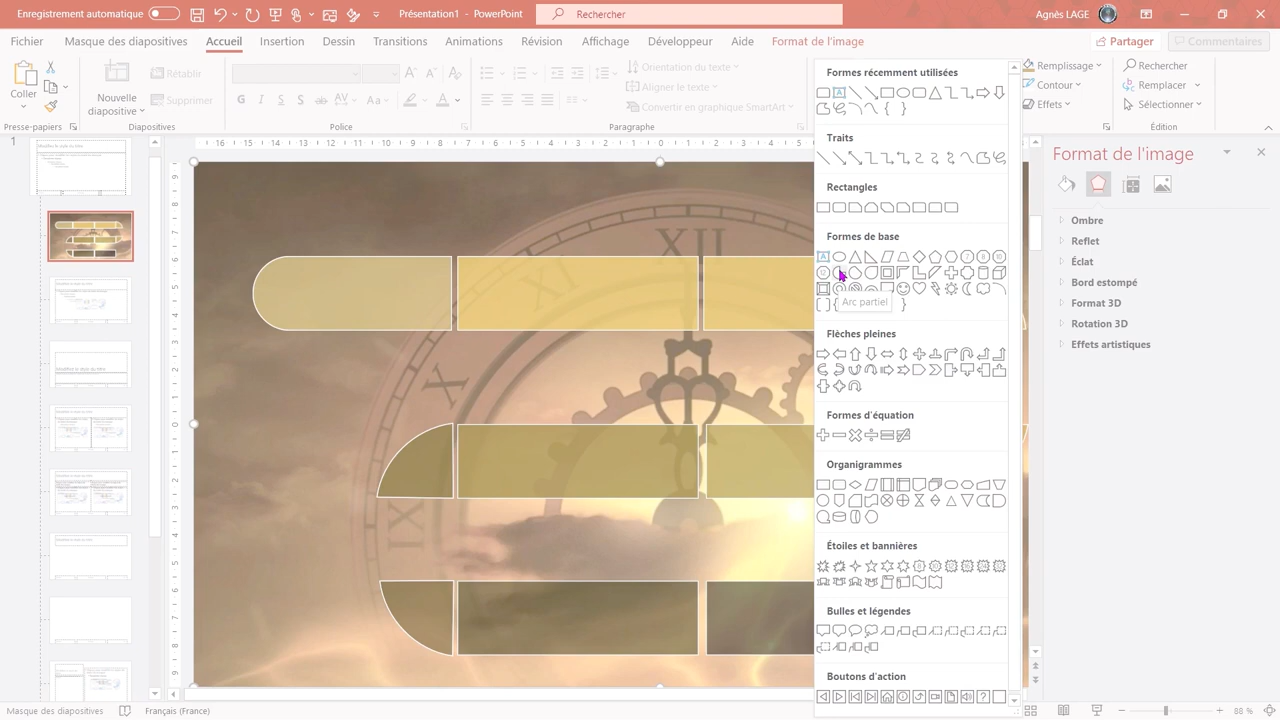 Enregistrement automatique
Présentation2 - PowerPoint
Rechercher
Agnès LIGER
Fichier
Masque des diapositives
Accueil
Insertion
Dessin
Transitions
Animations
Révision
Affichage
Développeur
Aide
Format de l'image
Partager
Commentaires
Coller
Presse-papiers
Nouvelle
diapositive
Rétablir
Supprimer
Diapositives
Police
Orientation du texte
Aligner le texte
Convertir en graphique SmartArt
Paragraphe
Formes récemment utilisées
Traits
Rectangles
Formes de base
Arc partiel
Flèches pleines
Formes d'équation
Organigrammes
Étoiles et bannières
Bulles et légendes
Boutons d'action
Remplissage
Contour
Effets
Rechercher
Remplacer
Sélectionner
Édition
Format de l'image
Ombre
Reflet
Éclat
Bord estompé
Format 3D
Rotation 3D
Effets artistiques
1
XII
X
Masque des diapositives
Français (France)
88 %